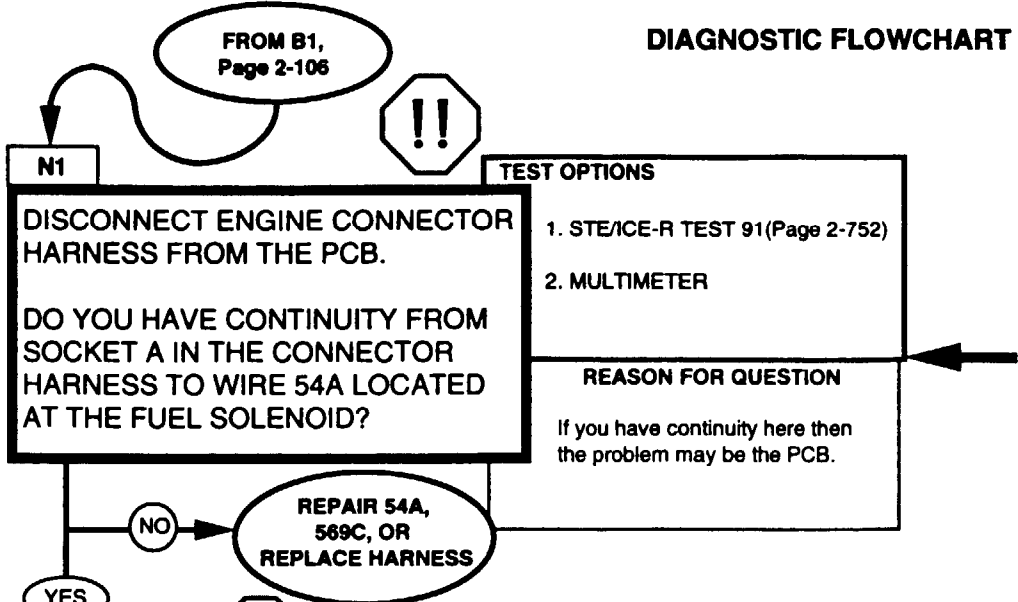 FROM B1,
Page 2-106
DIAGNOSTIC FLOWCHART
!!
N1
DISCONNECT ENGINE CONNECTOR
HARNESS FROM THE PCB.
DO YOU HAVE CONTINUITY FROM
SOCKET A IN THE CONNECTOR
HARNESS TO WIRE 54A LOCATED
AT THE FUEL SOLENOID?
TEST OPTIONS
1. STE/ICE-R TEST 91(Page 2-752)
2. MULTIMETER
REASON FOR QUESTION
If you have continuity here then
the problem may be the PCB.
NO
REPAIR 54A,
569C, OR
REPLACE HARNESS
YES